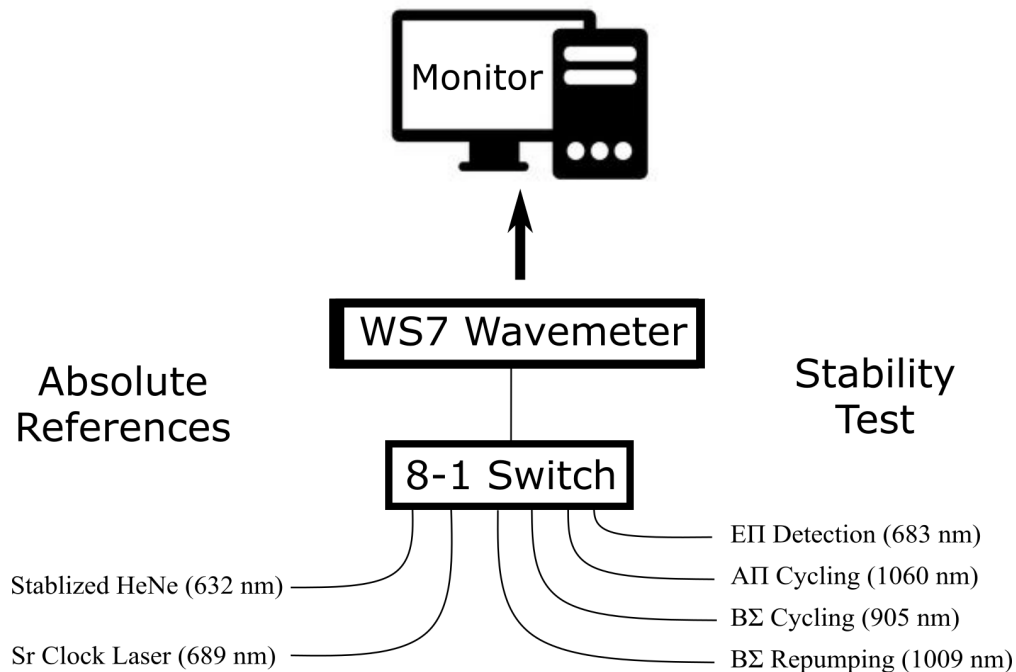 Monitor
WS7 Wavemeter
Absolute
References
Stability
Test
8-1 Switch
Stablized HeNe (632 nm)
Sr Clock Laser (689 nm)
EΠ Detection (683 nm)
AΠ Cycling (1060 nm)
BΣ Cycling (905 nm)
BΣ Repumping (1009 nm)